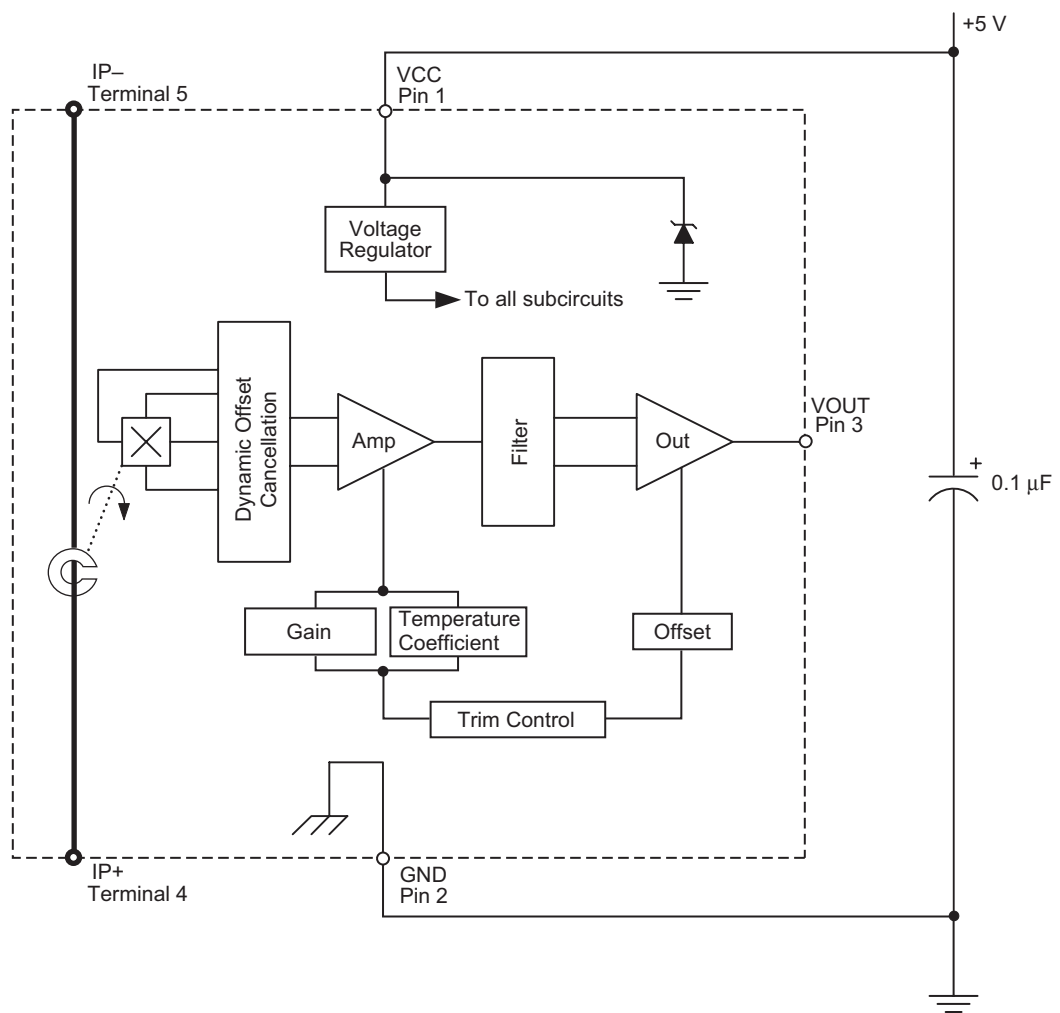 +5 V
IP–
Terminal 5
VCC
Pin 1
Voltage
Regulator
To all subcircuits
Dynamic Offset
Cancellation
Amp
Filter
Out
VOUT
Pin 3
+
0.1 µF
Gain
Temperature
Coefficient
Offset
Trim Control
IP+
Terminal 4
GND
Pin 2